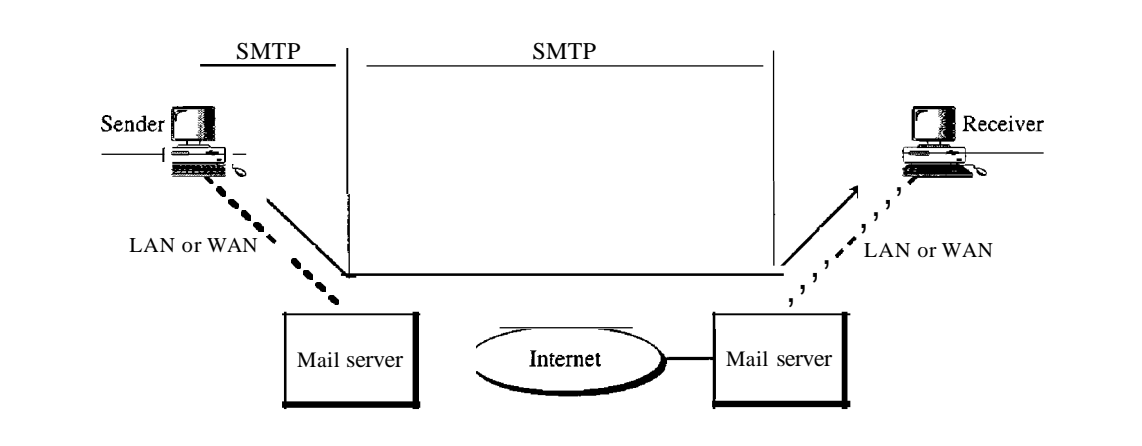 SMTP
SMTP
Sender
Receiver
LAN or WAN
LAN or WAN
Mail server
Internet
Mail server